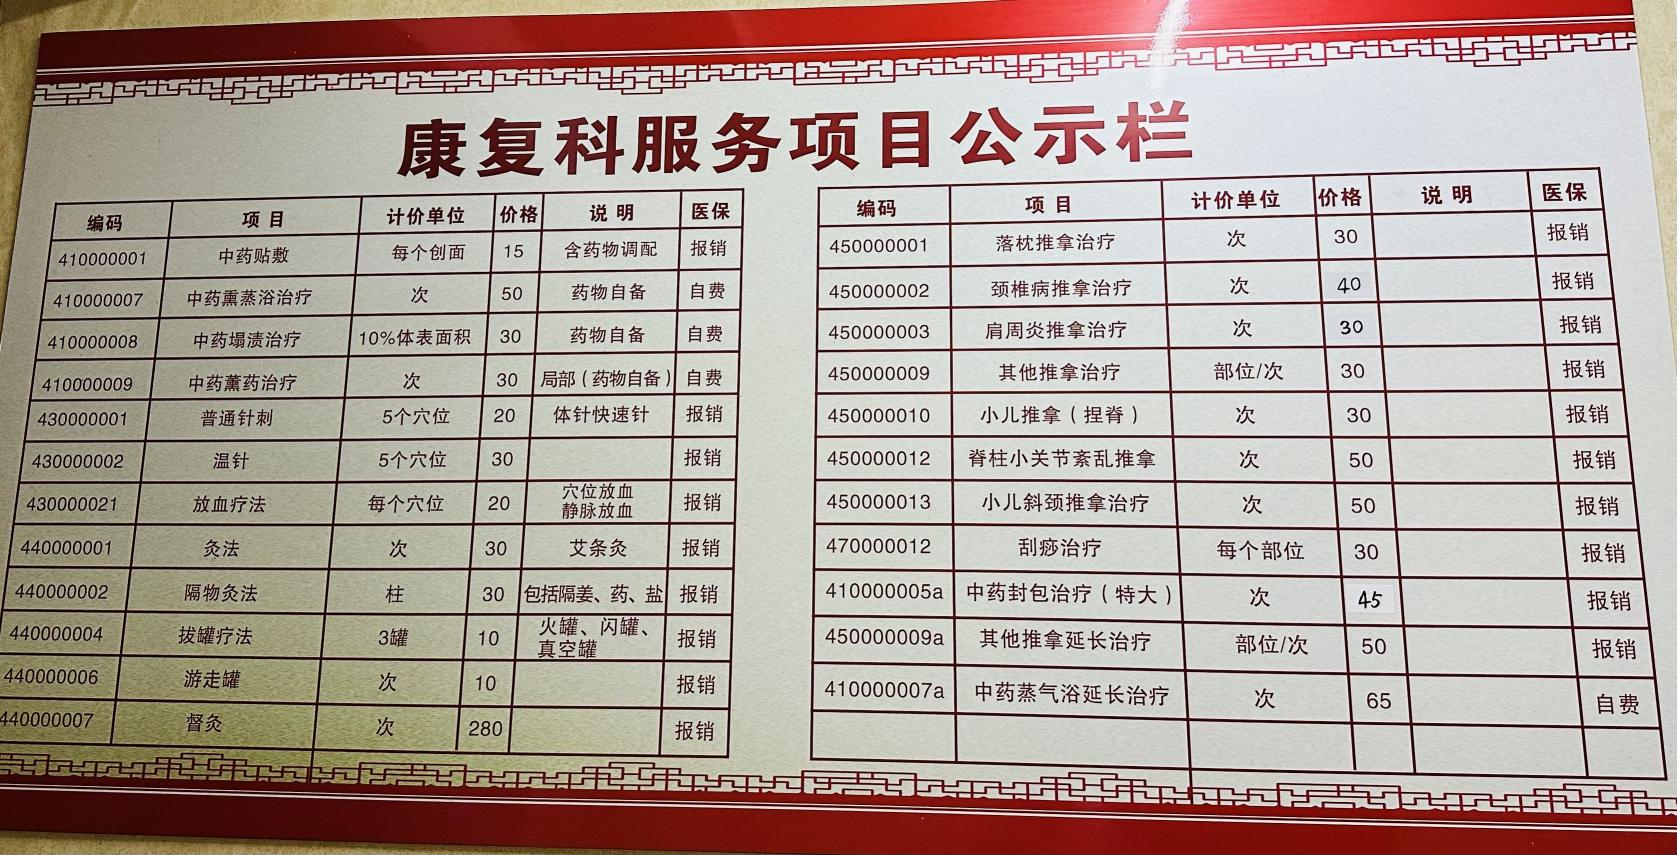 康复科服务项目公示栏
编码 项目 计价单位 价格 说明 医保
410000001 中药贴敷 每个创面 15 含药物调配 报销
410000007 中药熏蒸浴治疗 次 50 药物自备 自费
410000008 中药塌渍治疗 10%体表面积 30 药物自备 自费
410000009 中药薰药治疗 次 30 局部（药物自备） 自费
430000001 普通针刺 5个穴位 20 体针快速针 报销
430000002 温针 5个穴位 30 报销
430000021 放血疗法 每个穴位 20 穴位放血 静脉放血 报销
440000001 灸法 次 30 艾条灸 报销
440000002 隔物灸法 柱 30 包括隔姜、药、盐 报销
440000004 拔罐疗法 3罐 10 火罐、闪罐、真空罐 报销
440000006 游走罐 次 10 报销
440000007 督灸 次 280 报销
编码 项目 计价单位 价格 说明 医保
450000001 落枕推拿治疗 次 30 报销
450000002 颈椎病推拿治疗 次 40 报销
450000003 肩周炎推拿治疗 次 30 报销
450000009 其他推拿治疗 部位/次 30 报销
450000010 小儿推拿（捏脊） 次 30 报销
450000012 脊柱小关节紊乱推拿 次 50 报销
450000013 小儿斜颈推拿治疗 次 50 报销
470000012 刮痧治疗 每个部位 30 报销
410000005a 中药封包治疗（特大） 次 45 报销
450000009a 其他推拿延长治疗 部位/次 50 报销
410000007a 中药蒸气浴延长治疗 次 65 自费